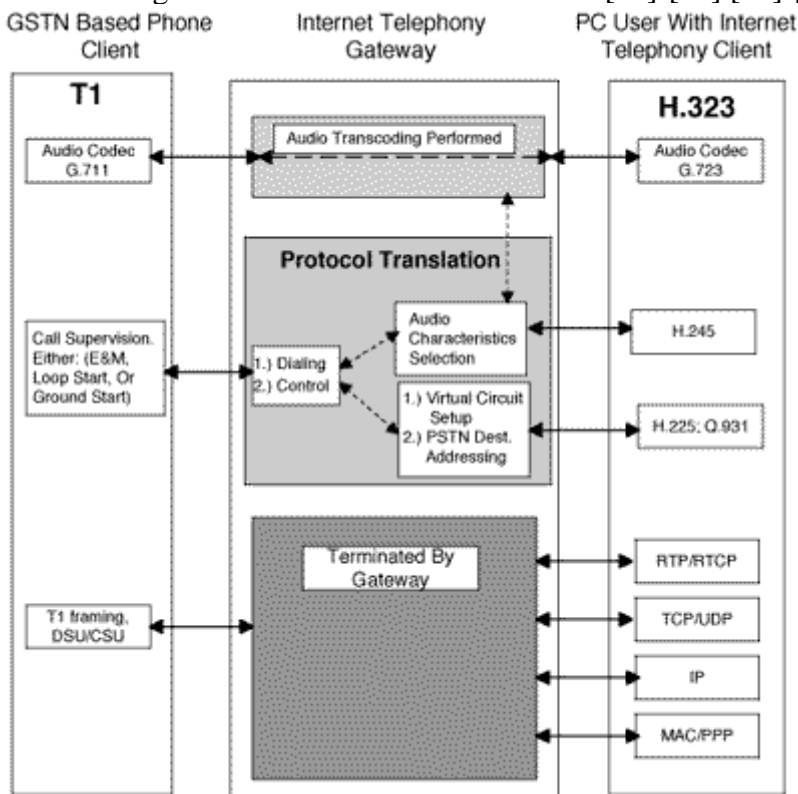 GSTN Based Phone
Client
Internet Telephony
Gateway
PC User With Internet
Telephony Client
T1
H.323
Audio Codec
G.711
Audio Transcoding Performed
Audio Codec
G.723
Protocol Translation
Call Supervision.
Either: (E&M,
Loop Start, Or
Ground Start)
1.) Dialing
2.) Control
Audio
Characteristics
Selection
H.245
1.) Virtual Circuit
Setup
2.) PSTN Dest.
Addressing
H.225; Q.931
Terminated By
Gateway
RTP/RTCP
T1 framing,
DSU/CSU
TCP/UDP
IP
MAC/PPP